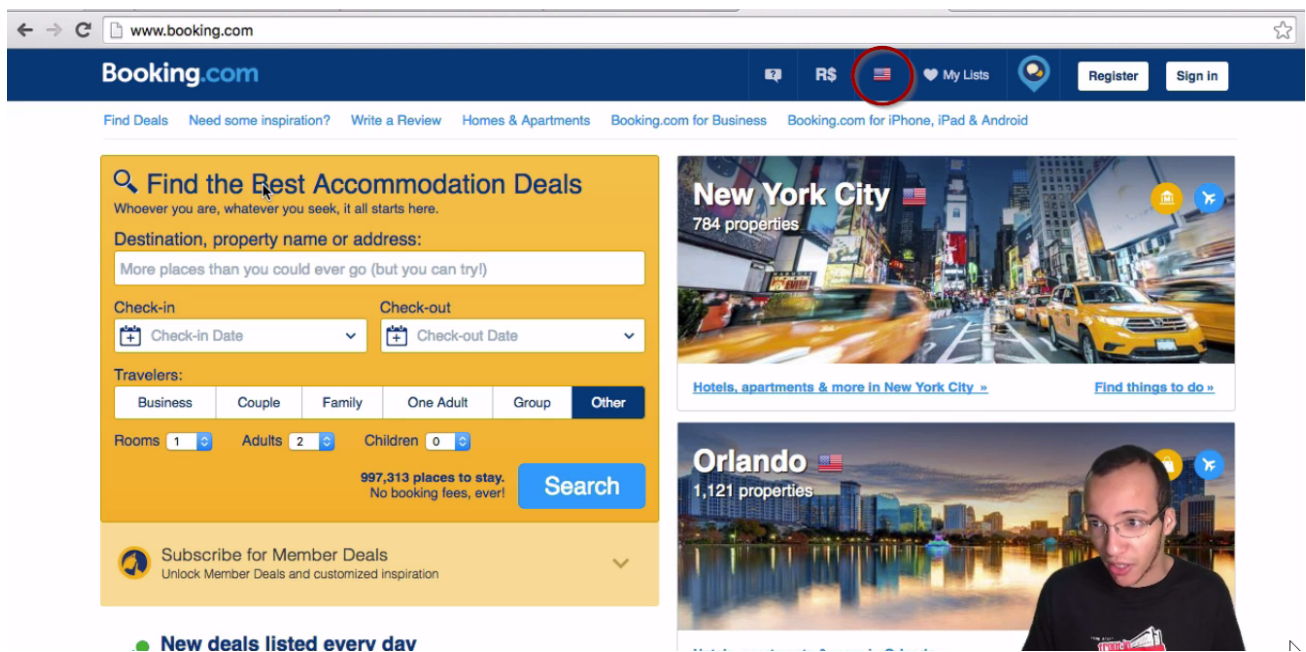 www.booking.com
Booking.com
R$
My Lists
Register
Sign in
Find Deals Need some inspiration? Write a Review Homes & Apartments Booking.com for Business Booking.com for iPhone, iPad & Android
Find the Best Accommodation Deals
Whoever you are, whatever you seek, it all starts here.
Destination, property name or address:
More places than you could ever go (but you can try!)
Check-in Check-out
Check-in Date Check-out Date
Travelers:
Business Couple Family One Adult Group Other
Rooms 1 Adults 2 Children 0
997,313 places to stay.
No booking fees, ever!
Search
Subscribe for Member Deals
Unlock Member Deals and customized inspiration
New deals listed every day
New York City
784 properties
Hotels, apartments & more in New York City » Find things to do »
Orlando
1,121 properties